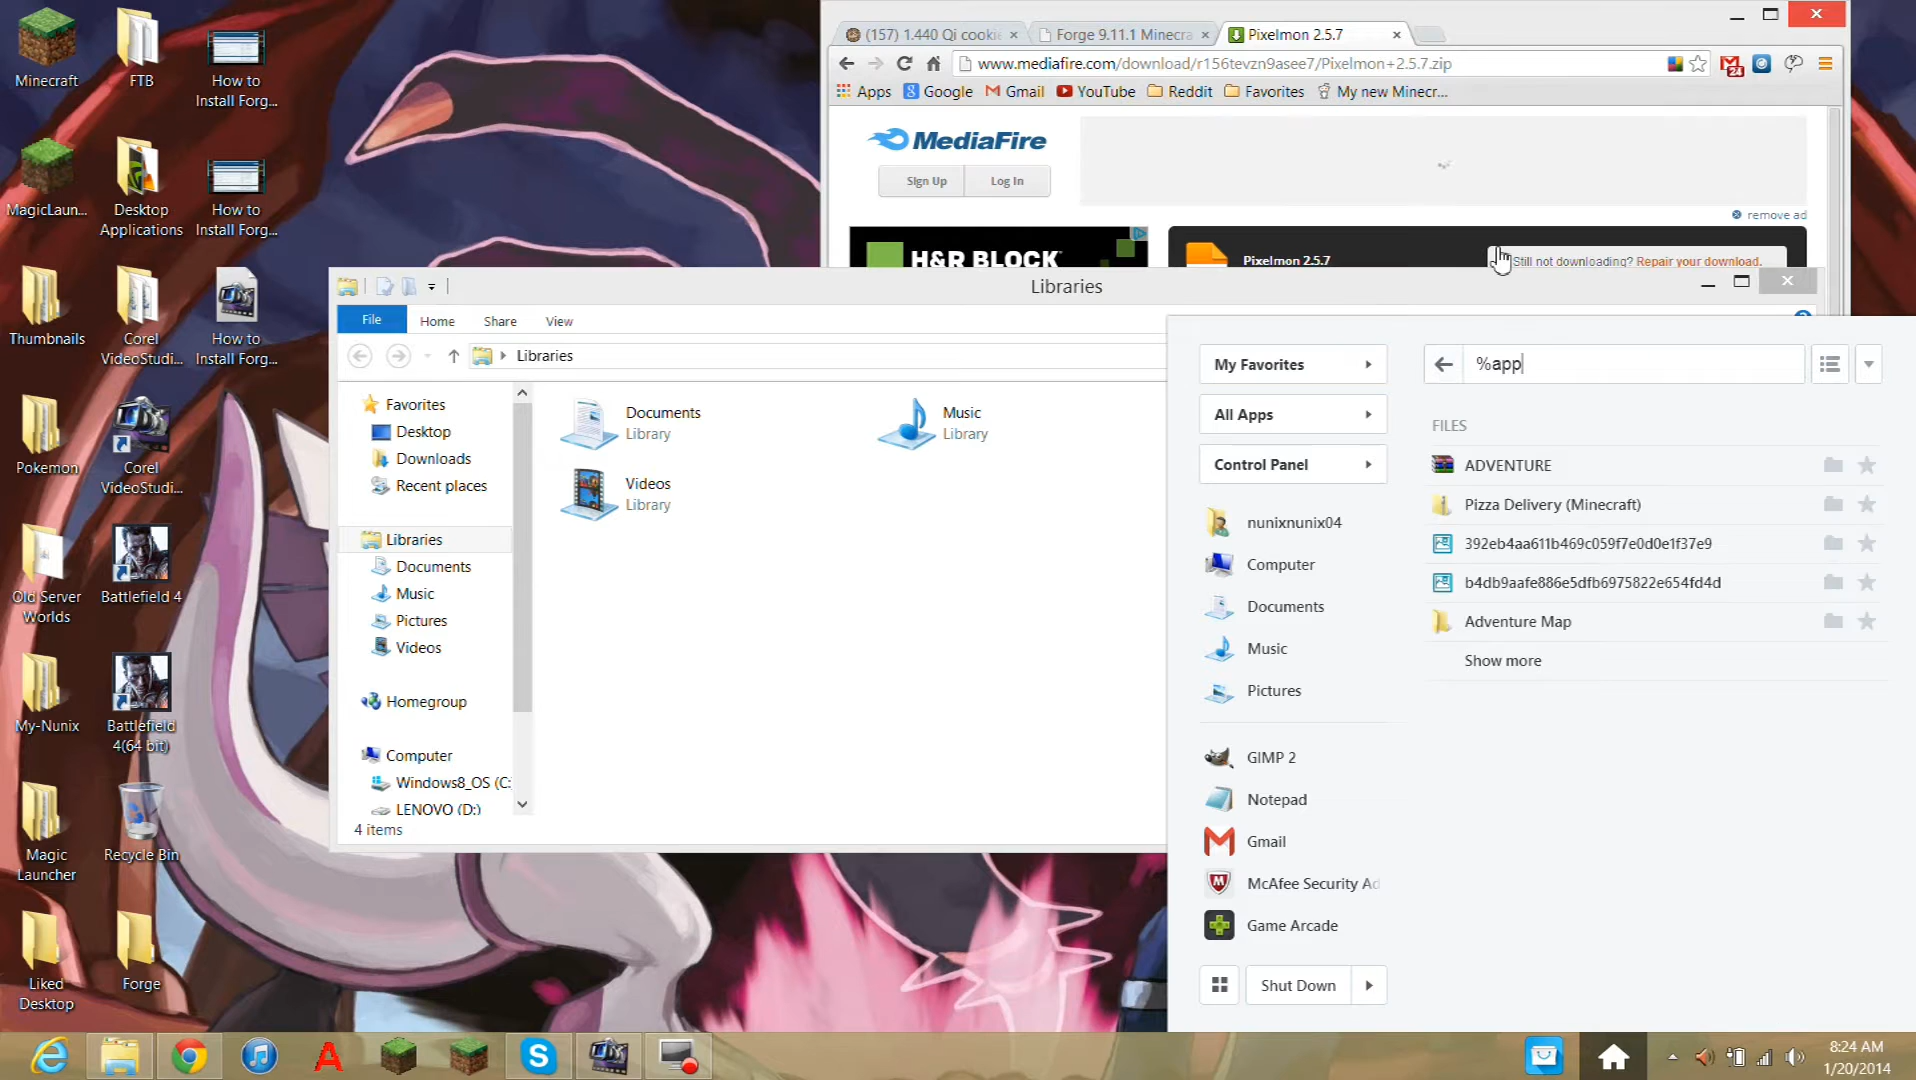 Minecraft
FTB
How to
Install Forg...
MagicLaun...
Desktop
Applications
How to
Install Forg...
Thumbnails
Corel
VideoStudi...
How to
Install Forg...
Pokemon
Corel
VideoStudi...
Old Server
Worlds
Battlefield 4
My-Nunix
Battlefield
4(64 bit)
Magic
Launcher
Recycle Bin
Liked
Desktop
Forge
(157) 1.440 Qi cookie
Forge 9.11.1 Minecra
Pixelmon 2.5.7
www.mediafire.com/download/r156tevzn9asee7/Pixelmon+2.5.7.zip
24
Apps
Google
Gmail
YouTube
Reddit
Favorites
My new Minecr...
MediaFire
Sign Up
Log In
remove ad
H&R BLOCK
Pixelmon 2.5.7
Still not downloading? Repair your download.
Libraries
File
Home
Share
View
Libraries
Favorites
Desktop
Downloads
Recent places
Libraries
Documents
Music
Pictures
Videos
Homegroup
Computer
Windows8_OS (C:
LENOVO (D:)
4 items
Documents
Library
Music
Library
Videos
Library
My Favorites
All Apps
Control Panel
nunixnunix04
Computer
Documents
Music
Pictures
GIMP 2
Notepad
Gmail
McAfee Security Ad
Game Arcade
Shut Down
%app
FILES
ADVENTURE
Pizza Delivery (Minecraft)
392eb4aa611b469c059f7e0d0e1f37e9
b4db9aafe886e5dfb6975822e654fd4d
Adventure Map
Show more
8:24 AM
1/20/2014